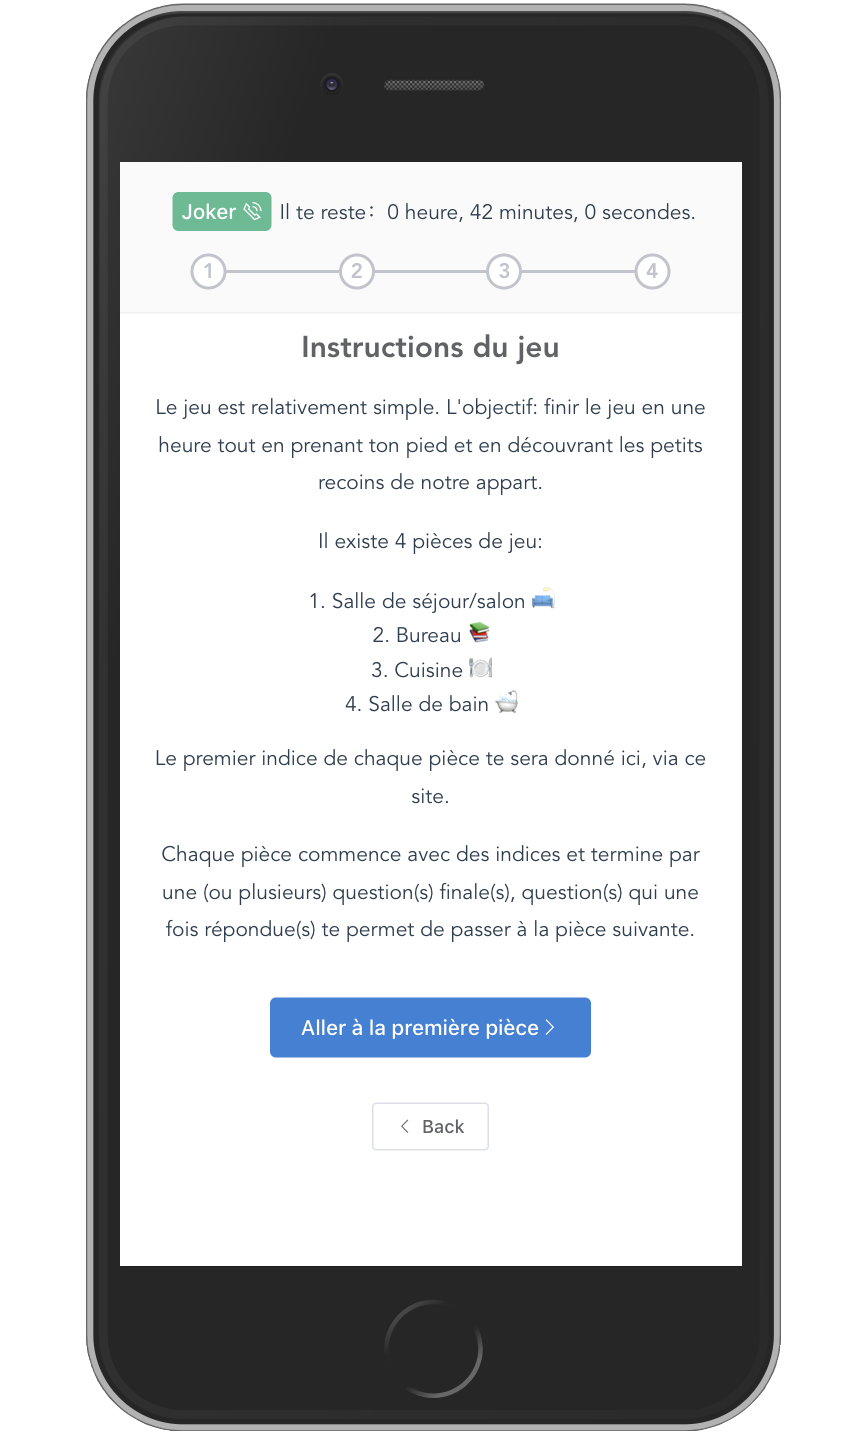 Joker Il te reste: 0 heure, 42 minutes, 0 secondes.
1 2 3 4
Instructions du jeu
Le jeu est relativement simple. L'objectif: finir le jeu en une
heure tout en prenant ton pied et en découvrant les petits
recoins de notre appart.
Il existe 4 pièces de jeu:
1. Salle de séjour/salon 🛋️
2. Bureau 📚
3. Cuisine 🍽️
4. Salle de bain 🛁
Le premier indice de chaque pièce te sera donné ici, via ce
site.
Chaque pièce commence avec des indices et termine par
une (ou plusieurs) question(s) finale(s), question(s) qui une
fois répondue(s) te permet de passer à la pièce suivante.
Aller à la première pièce >
< Back